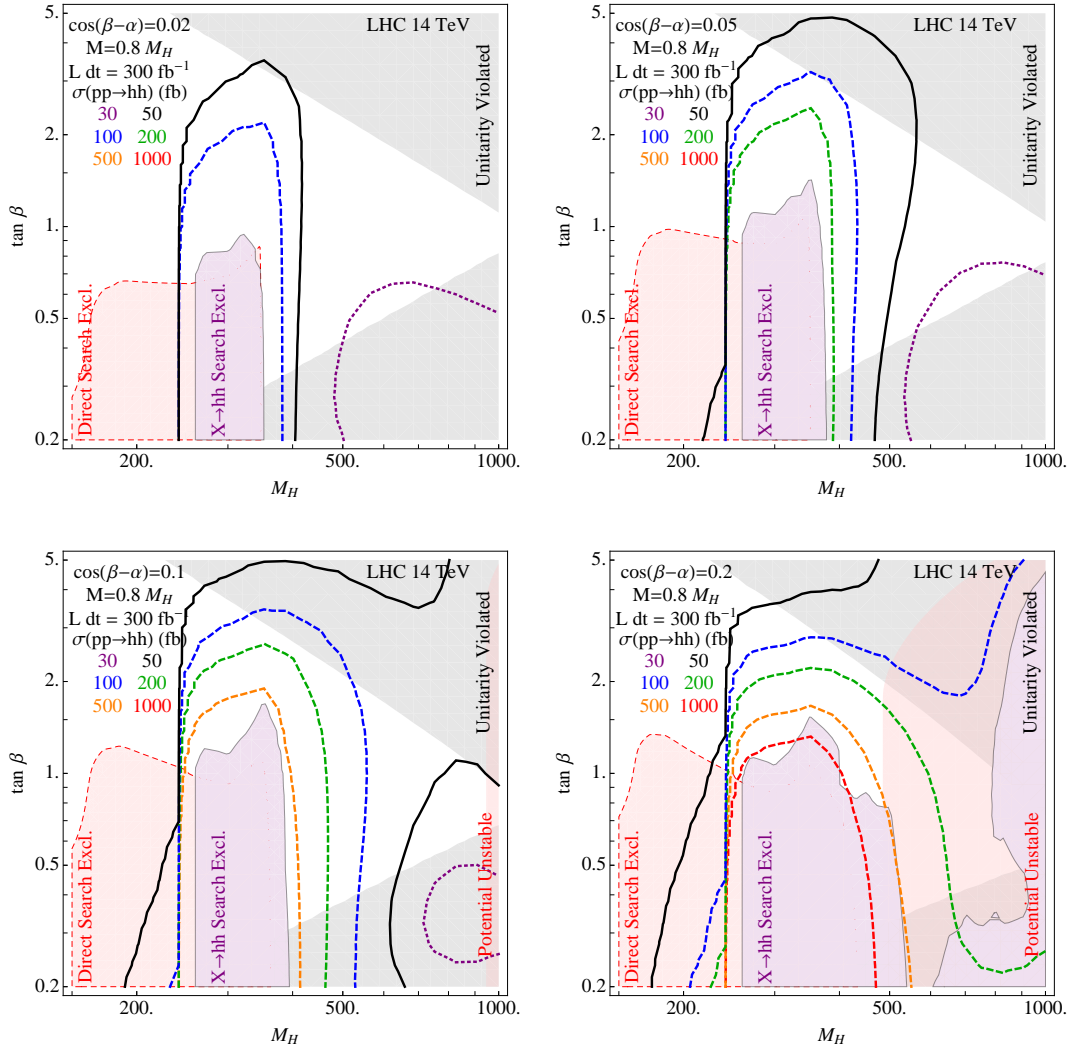 cos(β−α)=0.02
LHC 14 TeV
M=0.8 M_H
L dt = 300 fb⁻¹
σ(pp→hh) (fb)
30 50
100 200
500 1000
Unitarity Violated
Direct Search Excl.
X→hh Search Excl.
tan β
5.
2.
1.
0.5
0.2
200. 500. 1000.
M_H
cos(β−α)=0.05
LHC 14 TeV
M=0.8 M_H
L dt = 300 fb⁻¹
σ(pp→hh) (fb)
30 50
100 200
500 1000
Unitarity Violated
Direct Search Excl.
X→hh Search Excl.
tan β
5.
2.
1.
0.5
0.2
200. 500. 1000.
M_H
cos(β−α)=0.1
LHC 14 TeV
M=0.8 M_H
L dt = 300 fb⁻
σ(pp→hh) (fb)
30 50
100 200
500 1000
Unitarity Violated
Potential Unstable
Direct Search Excl.
X→hh Search Excl.
tan β
5.
2.
1.
0.5
0.2
200. 500. 1000.
M_H
cos(β−α)=0.2
LHC 14 TeV
M=0.8 M_H
L dt = 300 fb⁻¹
σ(pp→hh) (fb)
30 50
100 200
500 1000
Unitarity Violated
Potential Unstable
Direct Search Excl.
X→hh Search Excl.
tan β
5.
2.
1.
0.5
0.2
200. 500. 1000.
M_H